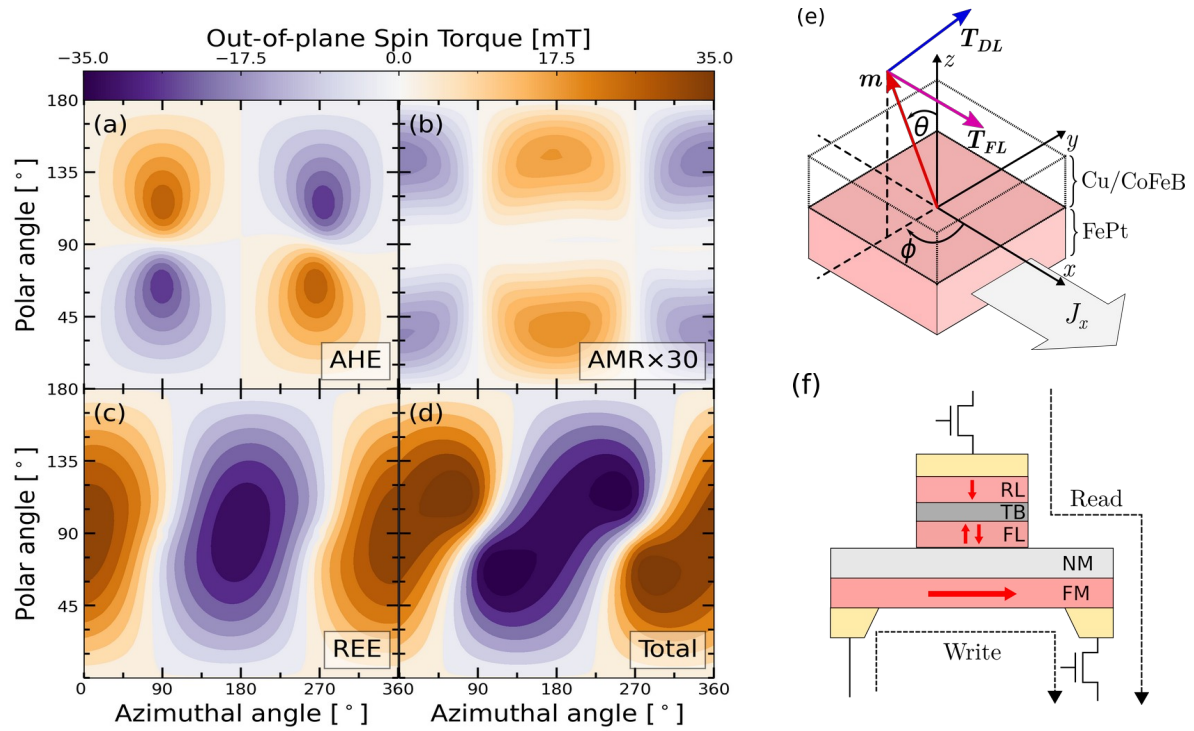 Out-of-plane Spin Torque [mT]
−35.0 −17.5 0.0 17.5 35.0
180
135
90
45
Polar angle [°]
(a)
AHE
(b)
AMR×30
180
135
90
45
Polar angle [°]
(c)
REE
(d)
Total
0 90 180 270 360 90 180 270 360
Azimuthal angle [°] Azimuthal angle [°]
(e)
T_DL
z
m
θ
T_FL
y
Cu/CoFeB
FePt
ϕ
x
J_x
(f)
RL
TB
FL
Read
NM
FM
Write